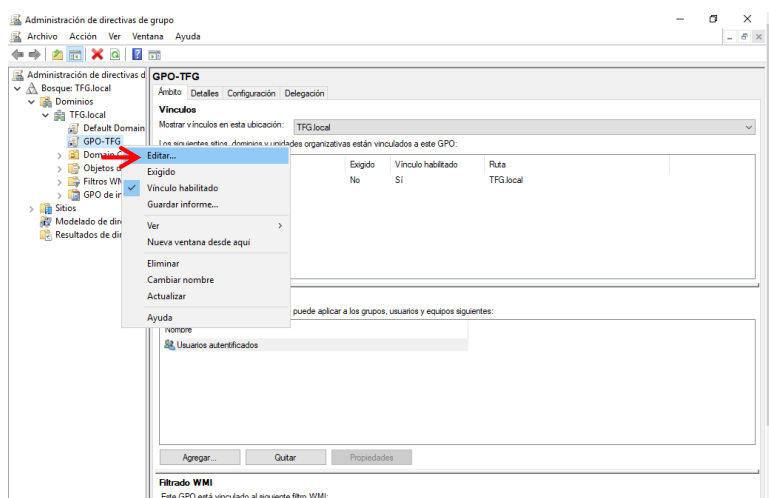 Administración de directivas de grupo
Archivo Acción Ver Ventana Ayuda
Administración de directivas d
Bosque: TFG.local
Dominios
TFG.local
Default Domain
GPO-TFG
Domain C
Objetos d
Filtros WM
GPO de in
Sitios
Modelado de dire
Resultados de dir
GPO-TFG
Ámbito Detalles Configuración Delegación
Vínculos
Mostrar vínculos en esta ubicación: TFG.local
Los siguientes sitios, dominios y unidades organizativas están vinculados a este GPO:
Exigido Vínculo habilitado Ruta
No Sí TFG.local
Editar...
Exigido
Vínculo habilitado
Guardar informe...
Ver
Nueva ventana desde aquí
Eliminar
Cambiar nombre
Actualizar
Ayuda
puede aplicar a los grupos, usuarios y equipos siguientes:
Nombre
Usuarios autentificados
Agregar... Quitar Propiedades
Filtrado WMI
Este GPO está vinculado al siguiente filtro WMI: